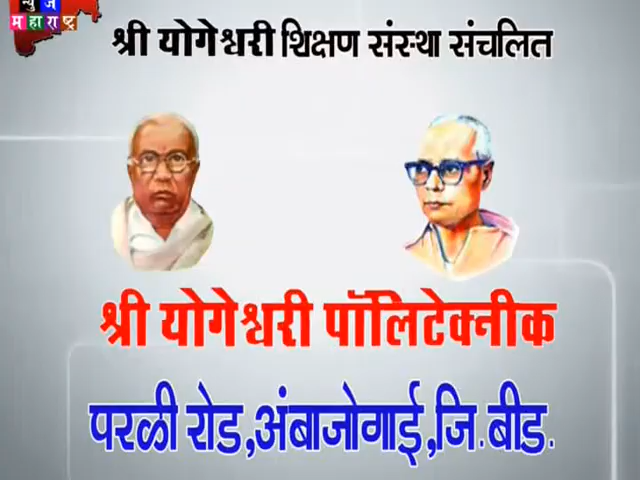 न्युज
महाराष्ट्र
श्री योगेश्वरी शिक्षण संस्था संचलित
श्री योगेश्वरी पॉलिटेक्नीक
परळी रोड,अंबाजोगाई,जि.बीड.